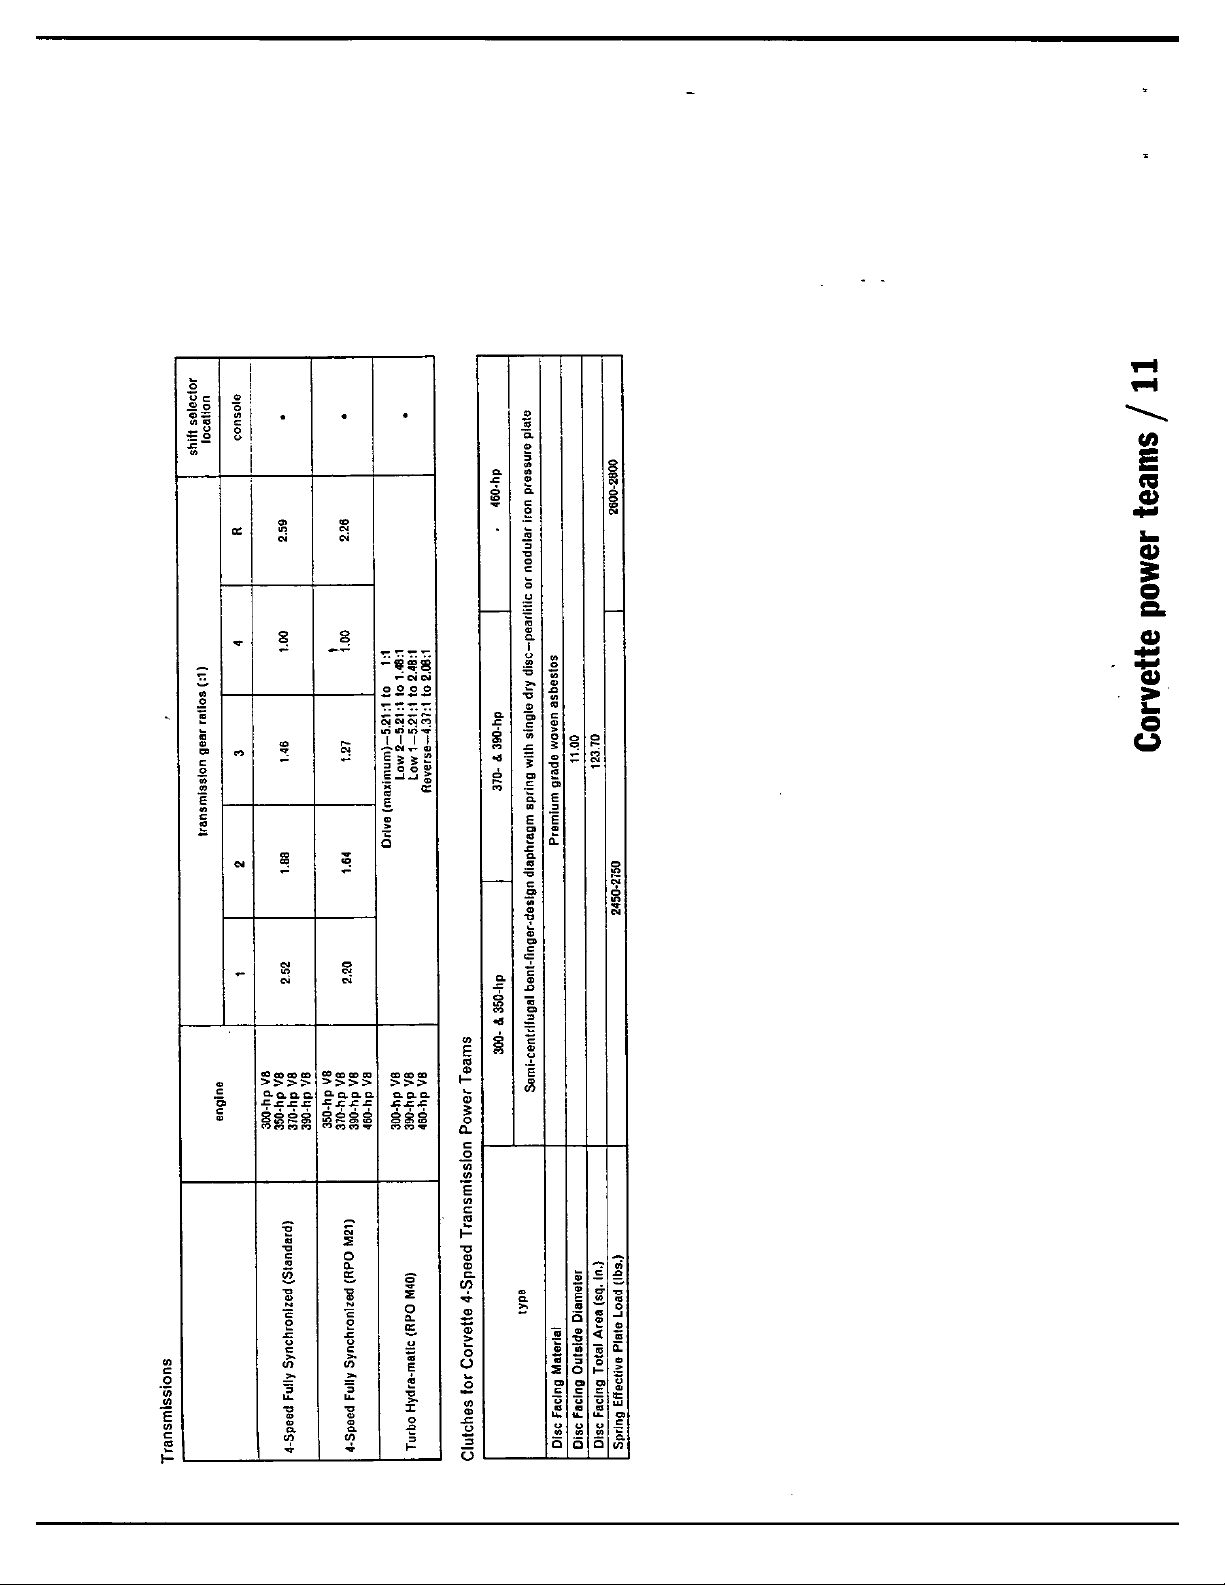 Transmissions
engine
transmission gear ratios (:1)
shift selector
location
1
2
3
4
R
console
4-Speed Fully Synchronized (Standard)
300-hp V8
350-hp V8
370-hp V8
390-hp V8
2.52
1.88
1.46
1.00
2.59
•
4-Speed Fully Synchronized (RPO M21)
350-hp V8
370-hp V8
390-hp V8
460-hp V8
2.20
1.64
1.27
1.00
2.26
•
Turbo Hydra-matic (RPO M40)
300-hp V8
390-hp V8
460-hp V8
Drive (maximum)—5.21:1 to 1:1
Low 2—5.21:1 to 1.48:1
Low 1—5.21:1 to 2.48:1
Reverse—4.37:1 to 2.08:1
•
Clutches for Corvette 4-Speed Transmission Power Teams
type
300- & 350-hp
370- & 390-hp
460-hp
Semi-centrifugal bent-finger-design diaphragm spring with single dry disc—pearlitic or nodular iron pressure plate
Disc Facing Material
Premium grade woven asbestos
Disc Facing Outside Diameter
11.00
Disc Facing Total Area (sq. in.)
123.70
Spring Effective Plate Load (lbs.)
2450-2750
2600-2800
Corvette power teams / 11